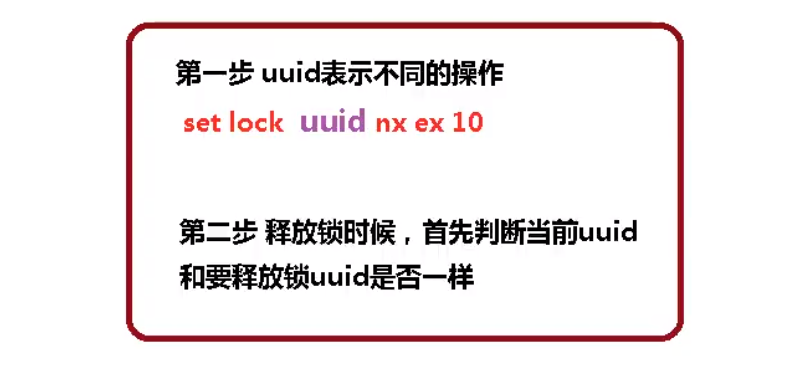 第一步 uuid表示不同的操作
set lock uuid nx ex 10
第二步 释放锁时候，首先判断当前uuid
和要释放锁uuid是否一样